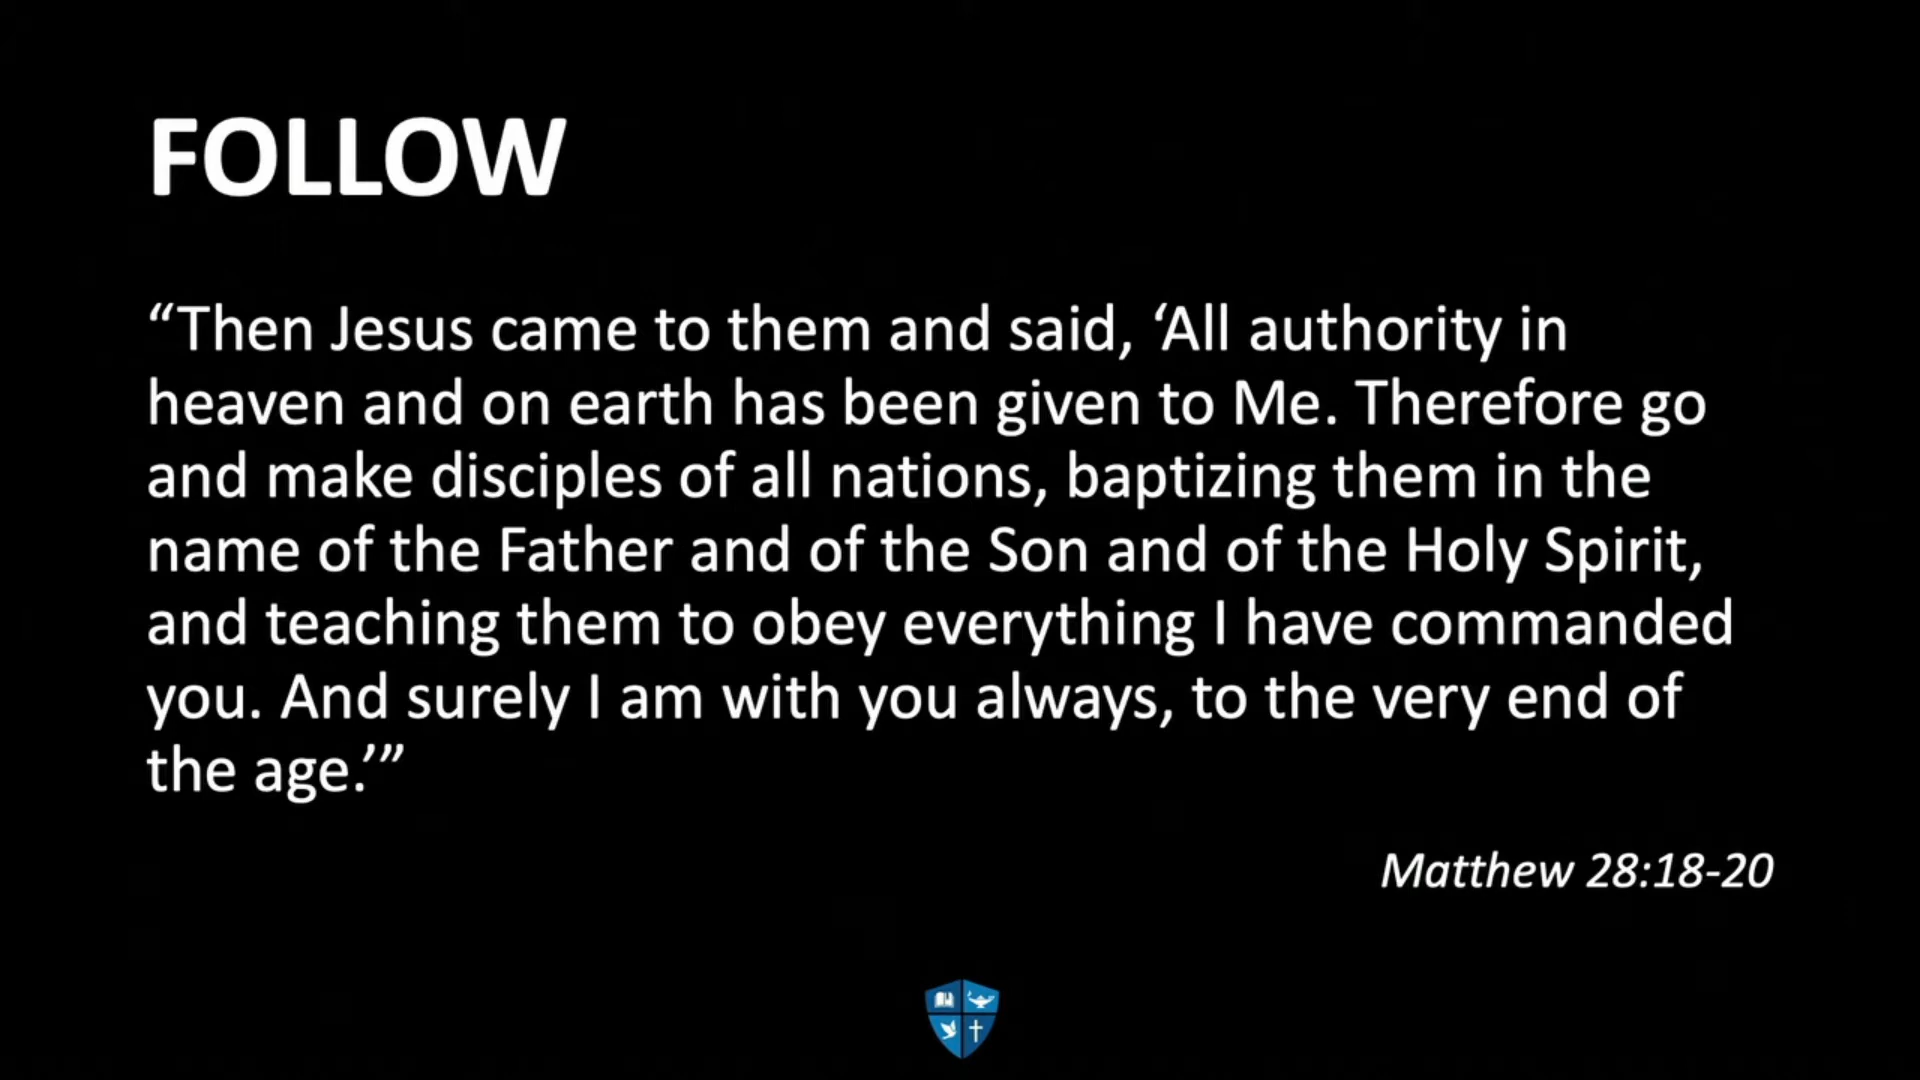 FOLLOW
“Then Jesus came to them and said, ‘All authority in
heaven and on earth has been given to Me. Therefore go
and make disciples of all nations, baptizing them in the
name of the Father and of the Son and of the Holy Spirit,
and teaching them to obey everything I have commanded
you. And surely I am with you always, to the very end of
the age.’”
Matthew 28:18-20